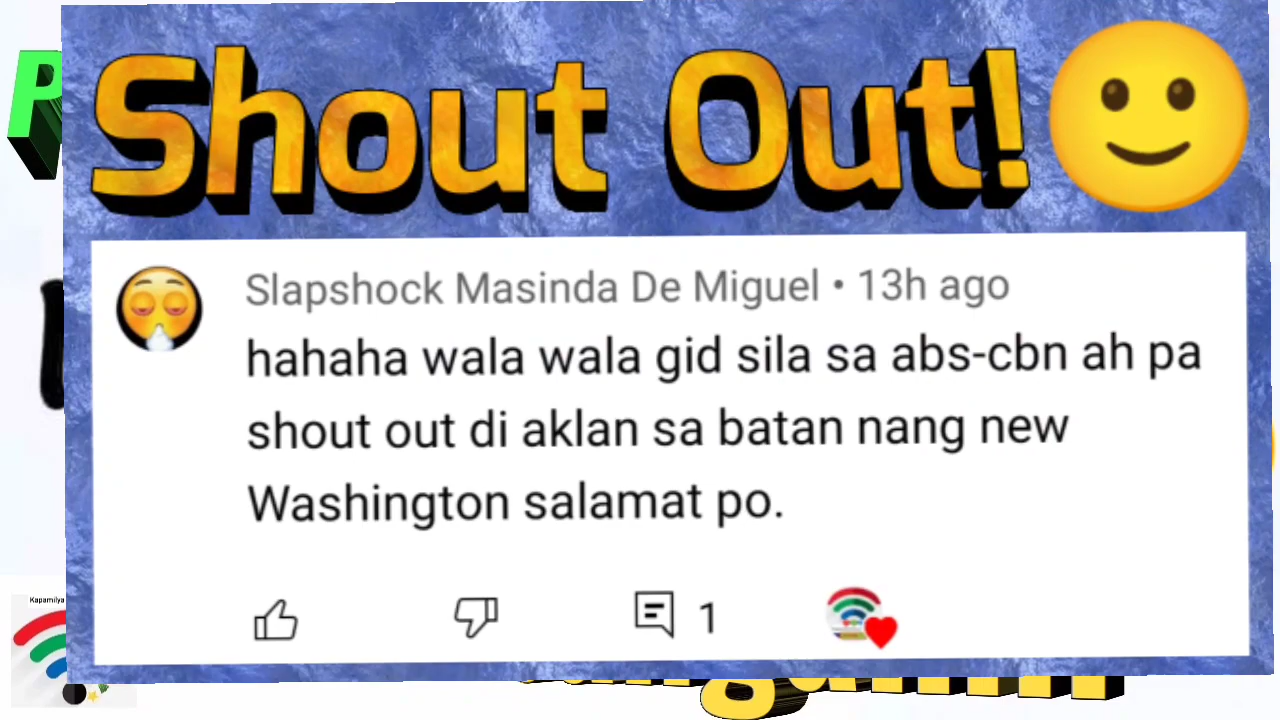 Shout Out!
Slapshock Masinda De Miguel • 13h ago
hahaha wala wala gid sila sa abs-cbn ah pa
shout out di aklan sa batan nang new
Washington salamat po.
1
Kapamilya